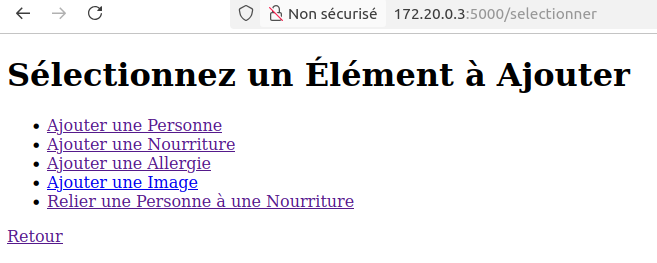 Non sécurisé 172.20.0.3:5000/selectionner
Sélectionnez un Élément à Ajouter
Ajouter une Personne
Ajouter une Nourriture
Ajouter une Allergie
Ajouter une Image
Relier une Personne à une Nourriture
Retour